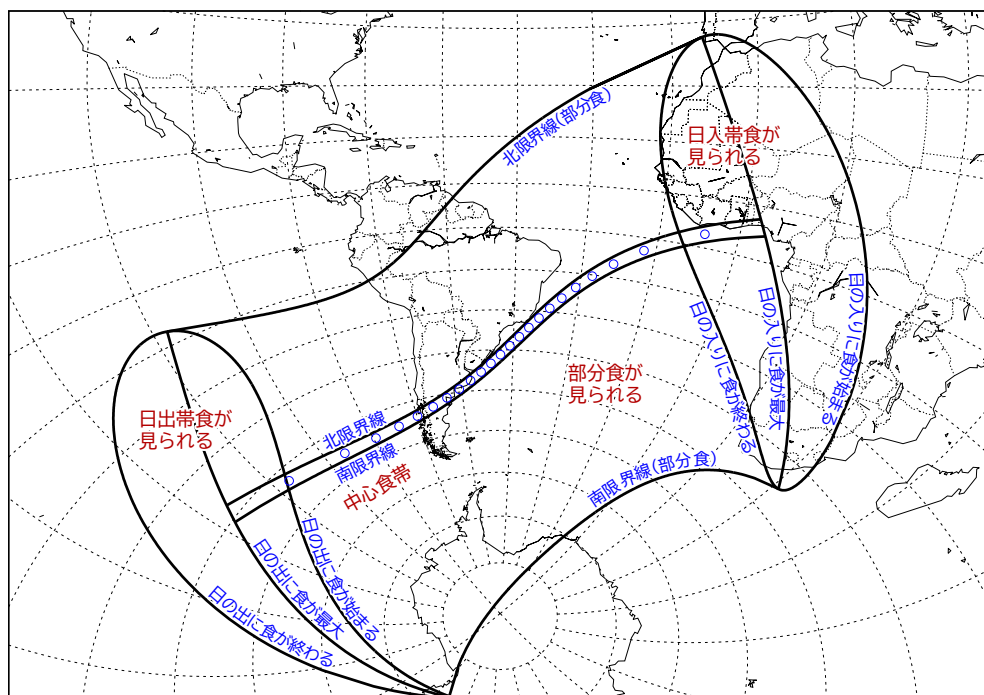 北限界線(部分食)
日入帯食が
見られる
日の入りに食が終わる
日の入りに食が最大
日の入りに食が始まる
部分食が
見られる
日出帯食が
見られる
北限界線
南限界線
中心食帯
南限界線(部分食)
日の出に食が始まる
日の出に食が最大
日の出に食が終わる